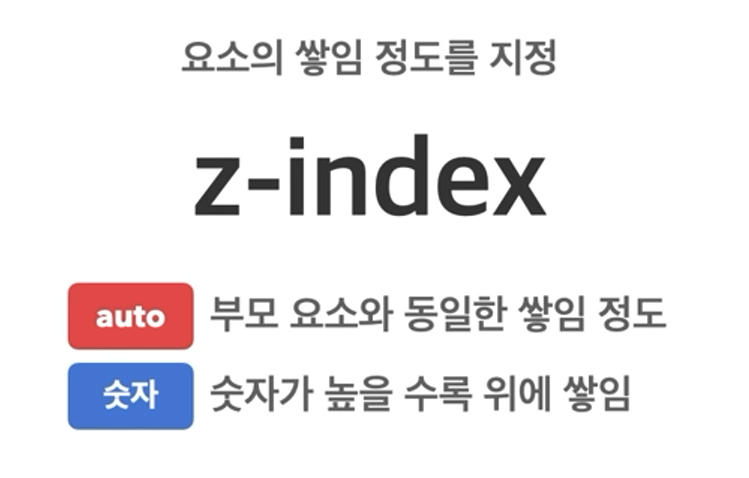 요소의 쌓임 정도를 지정
z-index
auto 부모 요소와 동일한 쌓임 정도
숫자 숫자가 높을 수록 위에 쌓임